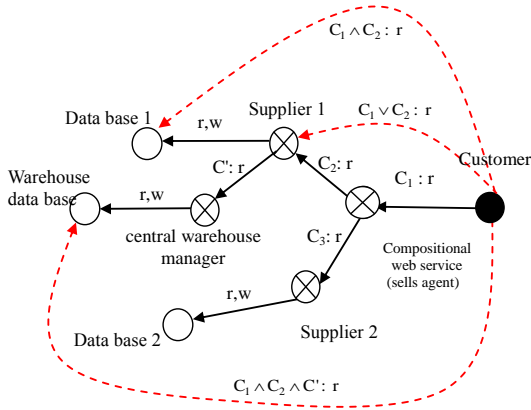 C₁ ∧ C₂ : r
Supplier 1
Data base 1
r,w
C₁ ∨ C₂ : r
Customer
C': r
C₂: r
C₁ : r
Warehouse
data base
r,w
central warehouse
manager
C₃: r
Compositional
web service
(sells agent)
r,w
Data base 2
Supplier 2
C₁ ∧ C₂ ∧ C' : r